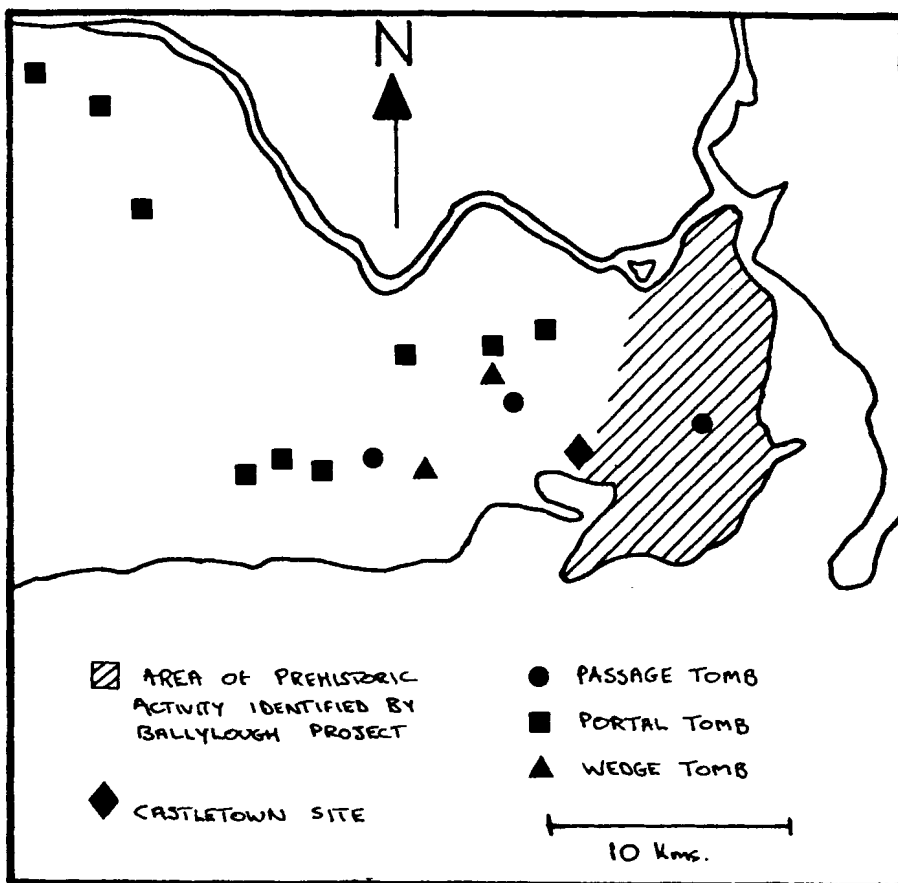 N
AREA OF PREHISTORIC
ACTIVITY IDENTIFIED BY
BALLYLOUGH PROJECT
CASTLETOWN SITE
PASSAGE TOMB
PORTAL TOMB
WEDGE TOMB
10 Kms.